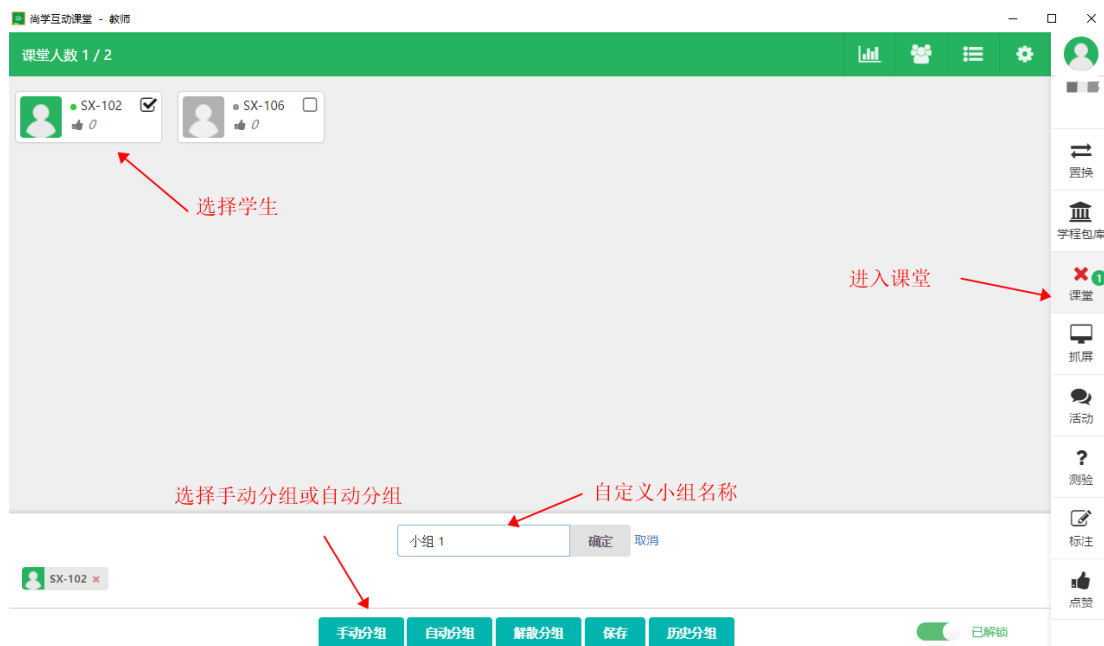 尚学互动课堂 - 教师
课堂人数 1 / 2
SX-102
0
SX-106
0
选择学生
置换
学程包库
进入课堂
1
课堂
抓屏
活动
?
测验
选择手动分组或自动分组
自定义小组名称
小组 1
确定
取消
标注
SX-102 ×
点赞
手动分组
自动分组
解散分组
保存
历史分组
已解锁